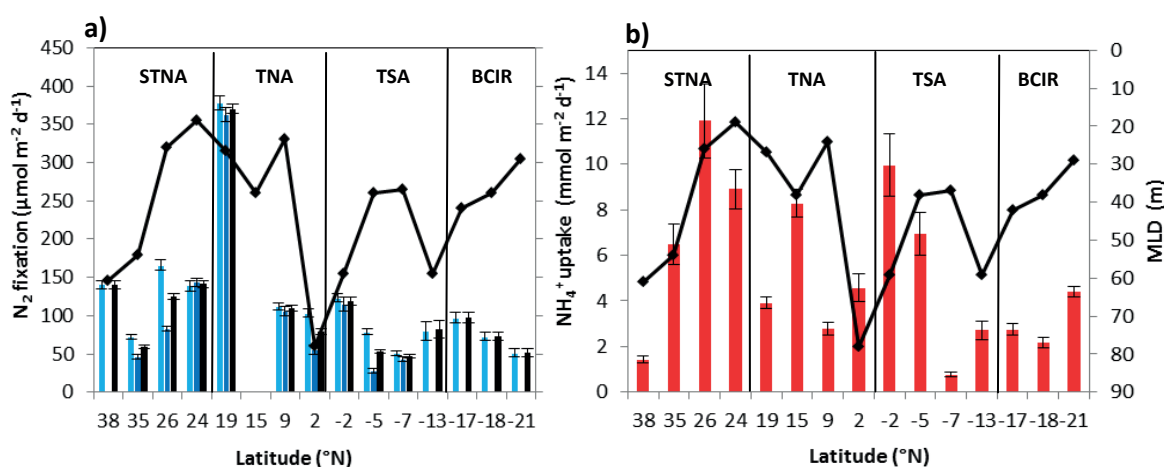 a)
N₂ fixation (µmol m⁻² d⁻¹)
450
400
350
300
250
200
150
100
50
0
STNA TNA TSA BCIR
38 35 26 24 19 15 9 2 -2 -5 -7 -13 -17 -18 -21
Latitude (°N)
b)
NH₄⁺ uptake (mmol m⁻² d⁻¹)
14
12
10
8
6
4
2
0
STNA TNA TSA BCIR
38 35 26 24 19 15 9 2 -2 -5 -7 -13 -17 -18 -21
Latitude (°N)
0
10
20
30
40
50
60
70
80
90
MLD (m)